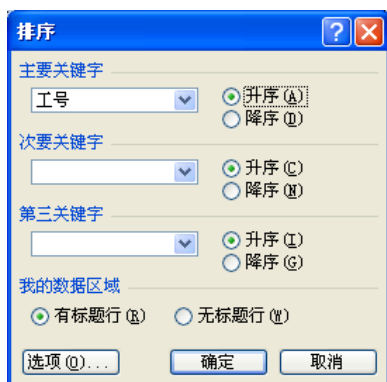 排序
主要关键字
工号
升序(A)
降序(D)
次要关键字
升序(C)
降序(N)
第三关键字
升序(I)
降序(G)
我的数据区域
有标题行(R) 无标题行(W)
选项(O)... 确定 取消